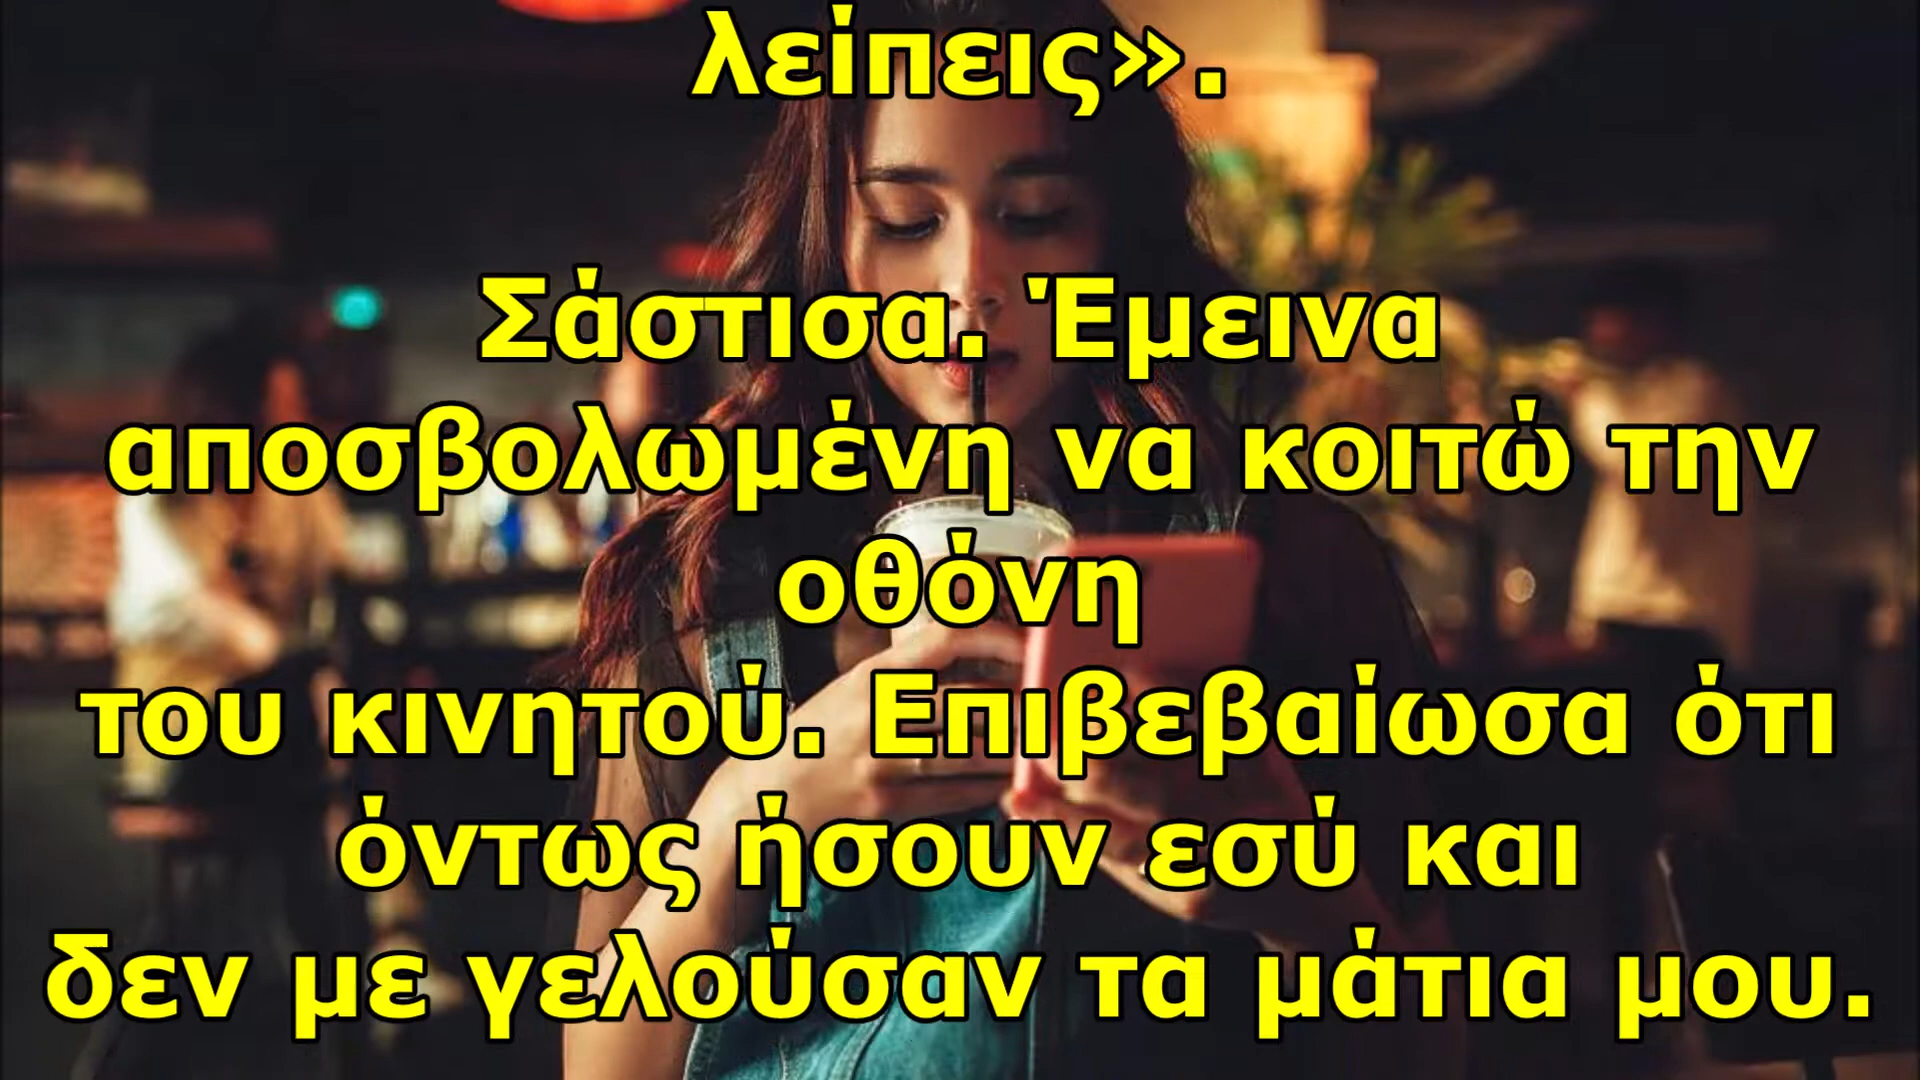 λείπεις».
Σάστισα. Έμεινα
αποσβολωμένη να κοιτώ την
οθόνη
του κινητού. Επιβεβαίωσα ότι
όντως ήσουν εσύ και
δεν με γελούσαν τα μάτια μου.